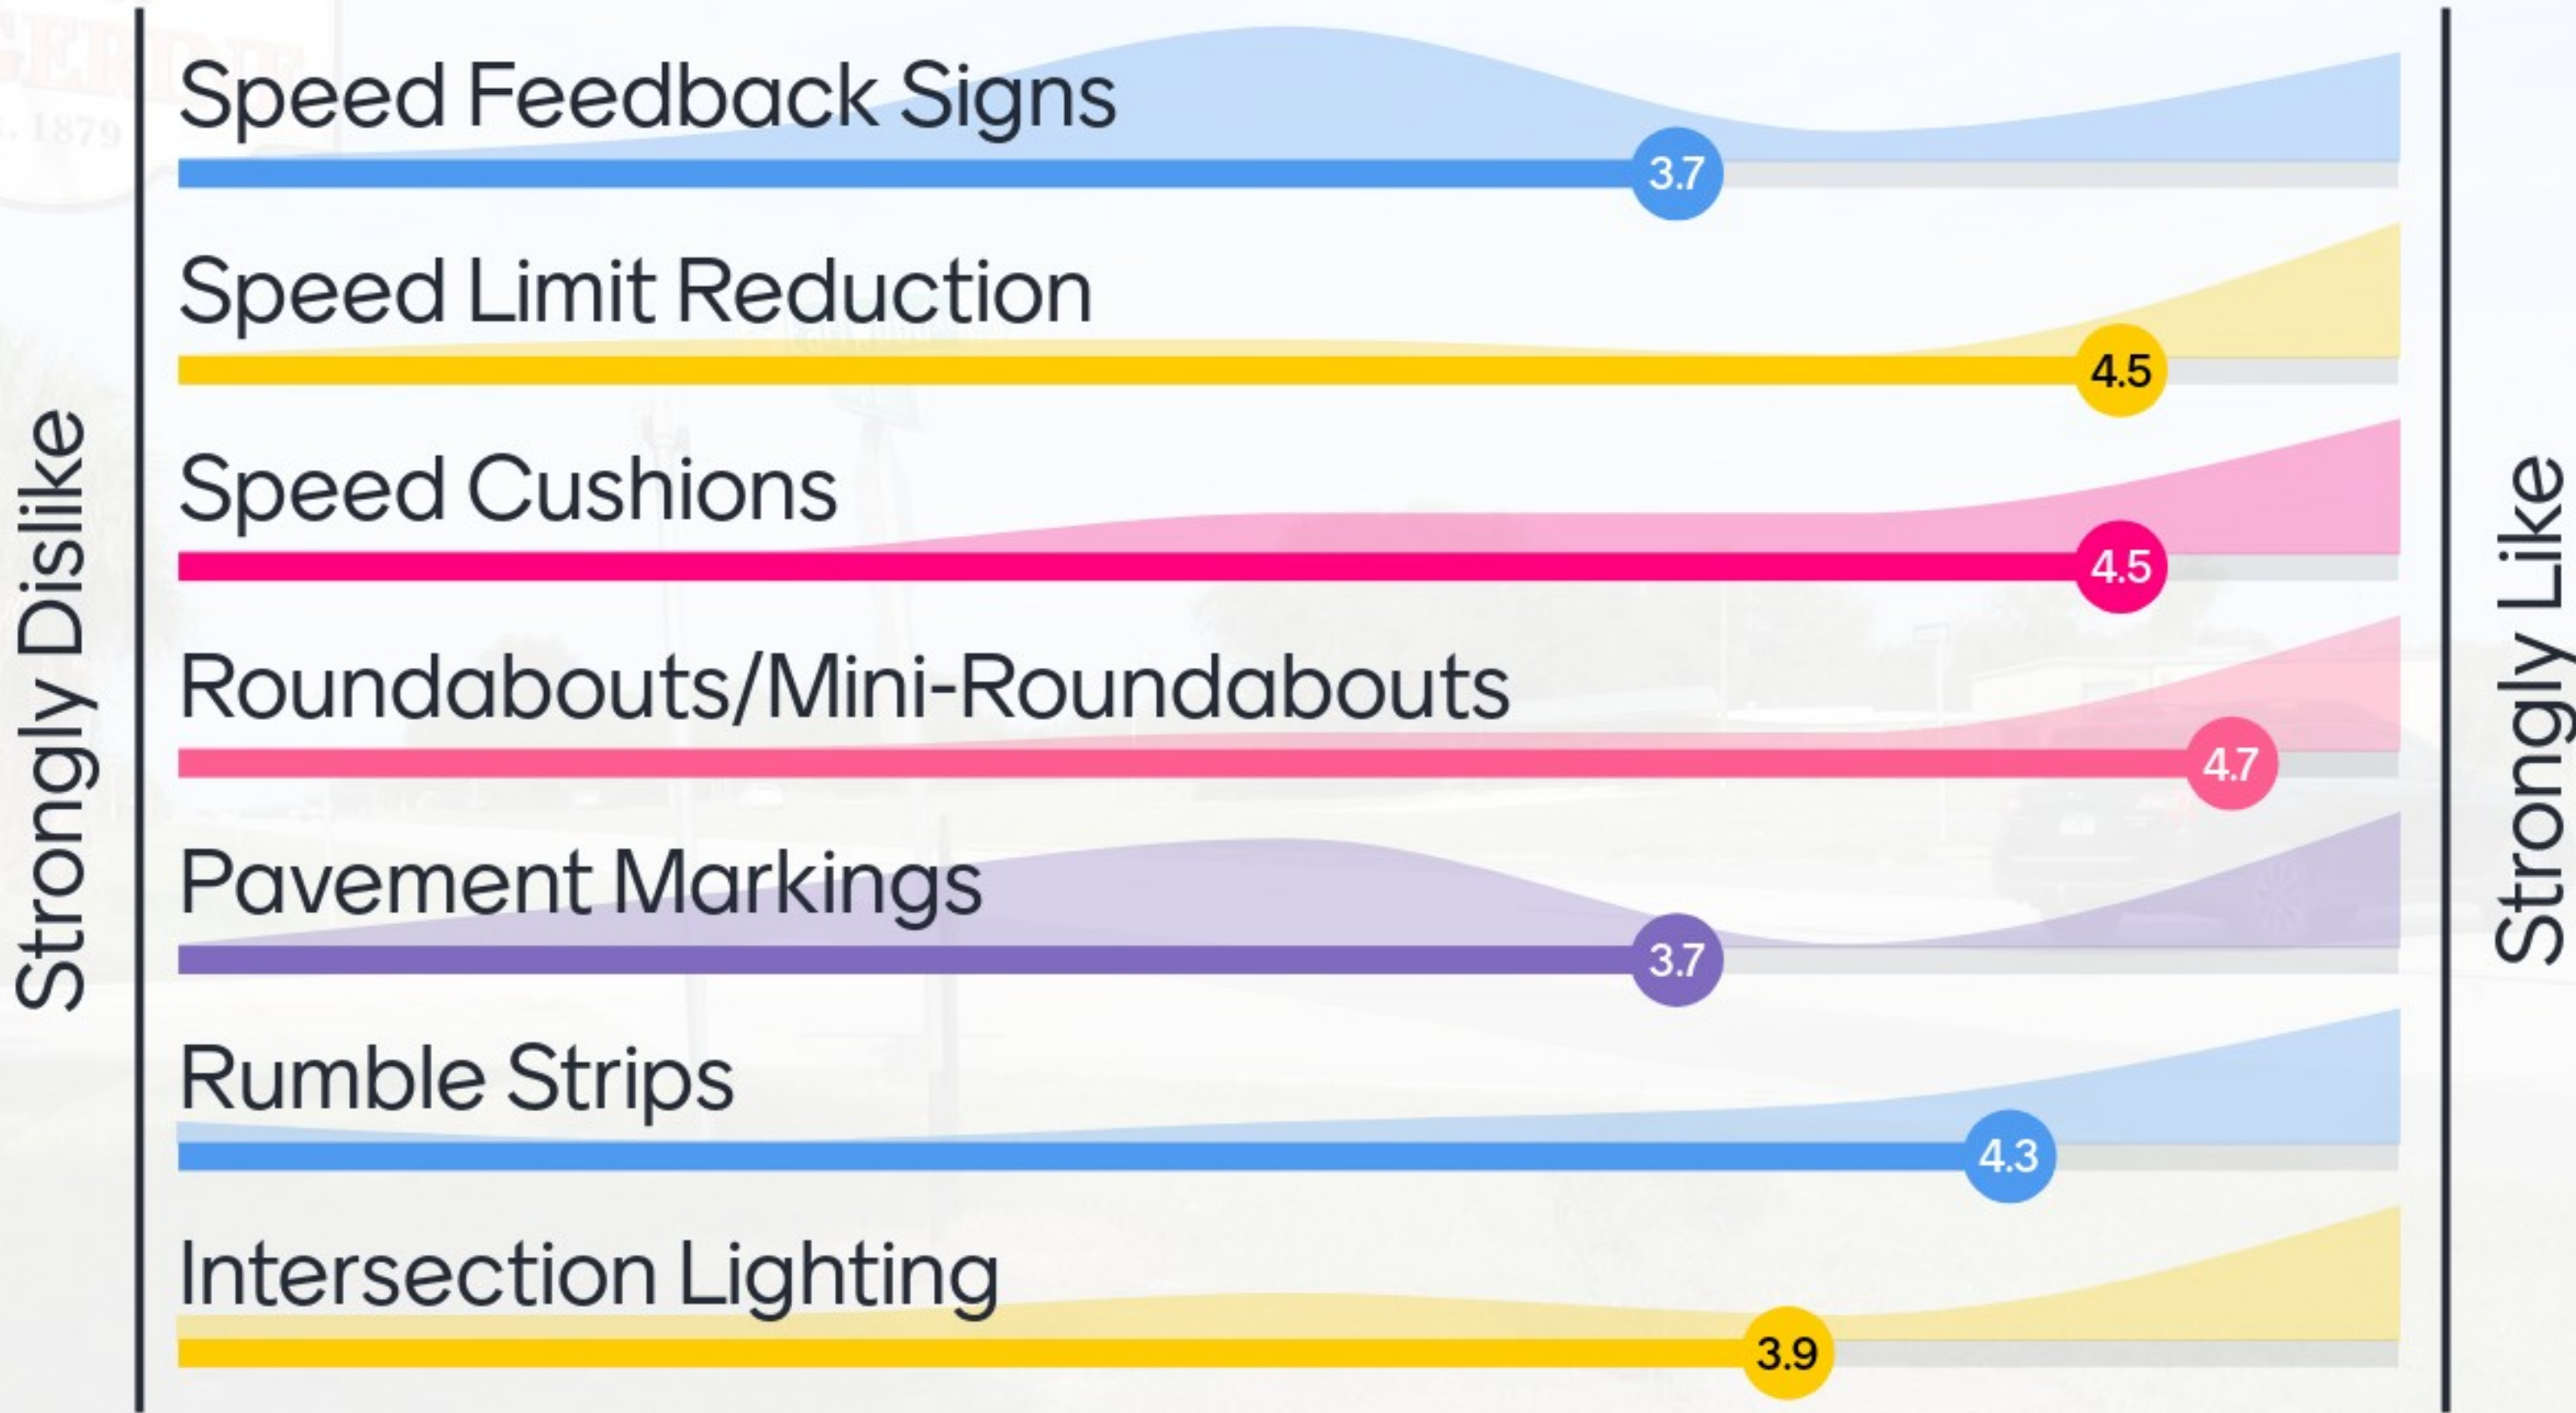 Strongly Dislike
Speed Feedback Signs
3.7
Speed Limit Reduction
4.5
Speed Cushions
4.5
Roundabouts/Mini-Roundabouts
4.7
Pavement Markings
3.7
Rumble Strips
4.3
Intersection Lighting
3.9
Strongly Like
1879